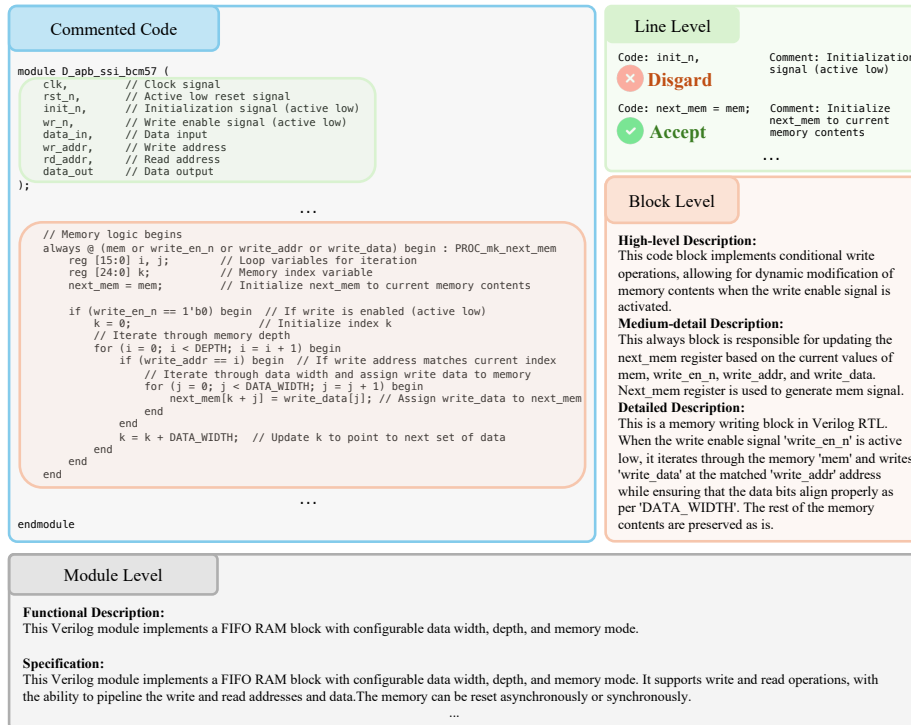 Commented Code
module D_apb_ssi_bcm57 (
clk, // Clock signal
rst_n, // Active low reset signal
init_n, // Initialization signal (active low)
wr_n, // Write enable signal (active low)
data_in, // Data input
wr_addr, // Write address
rd_addr, // Read address
data_out // Data output
);
...
// Memory logic begins
always @ (mem or write_en_n or write_addr or write_data) begin : PROC_mk_next_mem
reg [15:0] i, j; // Loop variables for iteration
reg [24:0] k; // Memory index variable
next_mem = mem; // Initialize next_mem to current memory contents
if (write_en_n == 1'b0) begin // If write is enabled (active low)
k = 0; // Initialize index k
// Iterate through memory depth
for (i = 0; i < DEPTH; i = i + 1) begin
if (write_addr == i) begin // If write address matches current index
// Iterate through data width and assign write data to memory
for (j = 0; j < DATA_WIDTH; j = j + 1) begin
next_mem[k + j] = write_data[j]; // Assign write_data to next_mem
end
end
k = k + DATA_WIDTH; // Update k to point to next set of data
end
end
end
...
endmodule
Line Level
Code: init_n, Comment: Initialization
signal (active low)
Disgard
Code: next_mem = mem; Comment: Initialize
next_mem to current
memory contents
Accept
...
Block Level
High-level Description:
This code block implements conditional write
operations, allowing for dynamic modification of
memory contents when the write enable signal is
activated.
Medium-detail Description:
This always block is responsible for updating the
next_mem register based on the current values of
mem, write_en_n, write_addr, and write_data.
Next_mem register is used to generate mem signal.
Detailed Description:
This is a memory writing block in Verilog RTL.
When the write enable signal 'write_en_n' is active
low, it iterates through the memory 'mem' and writes
'write_data' at the matched 'write_addr' address
while ensuring that the data bits align properly as
per 'DATA_WIDTH'. The rest of the memory
contents are preserved as is.
Module Level
Functional Description:
This Verilog module implements a FIFO RAM block with configurable data width, depth, and memory mode.
Specification:
This Verilog module implements a FIFO RAM block with configurable data width, depth, and memory mode. It supports write and read operations, with
the ability to pipeline the write and read addresses and data.The memory can be reset asynchronously or synchronously.
...